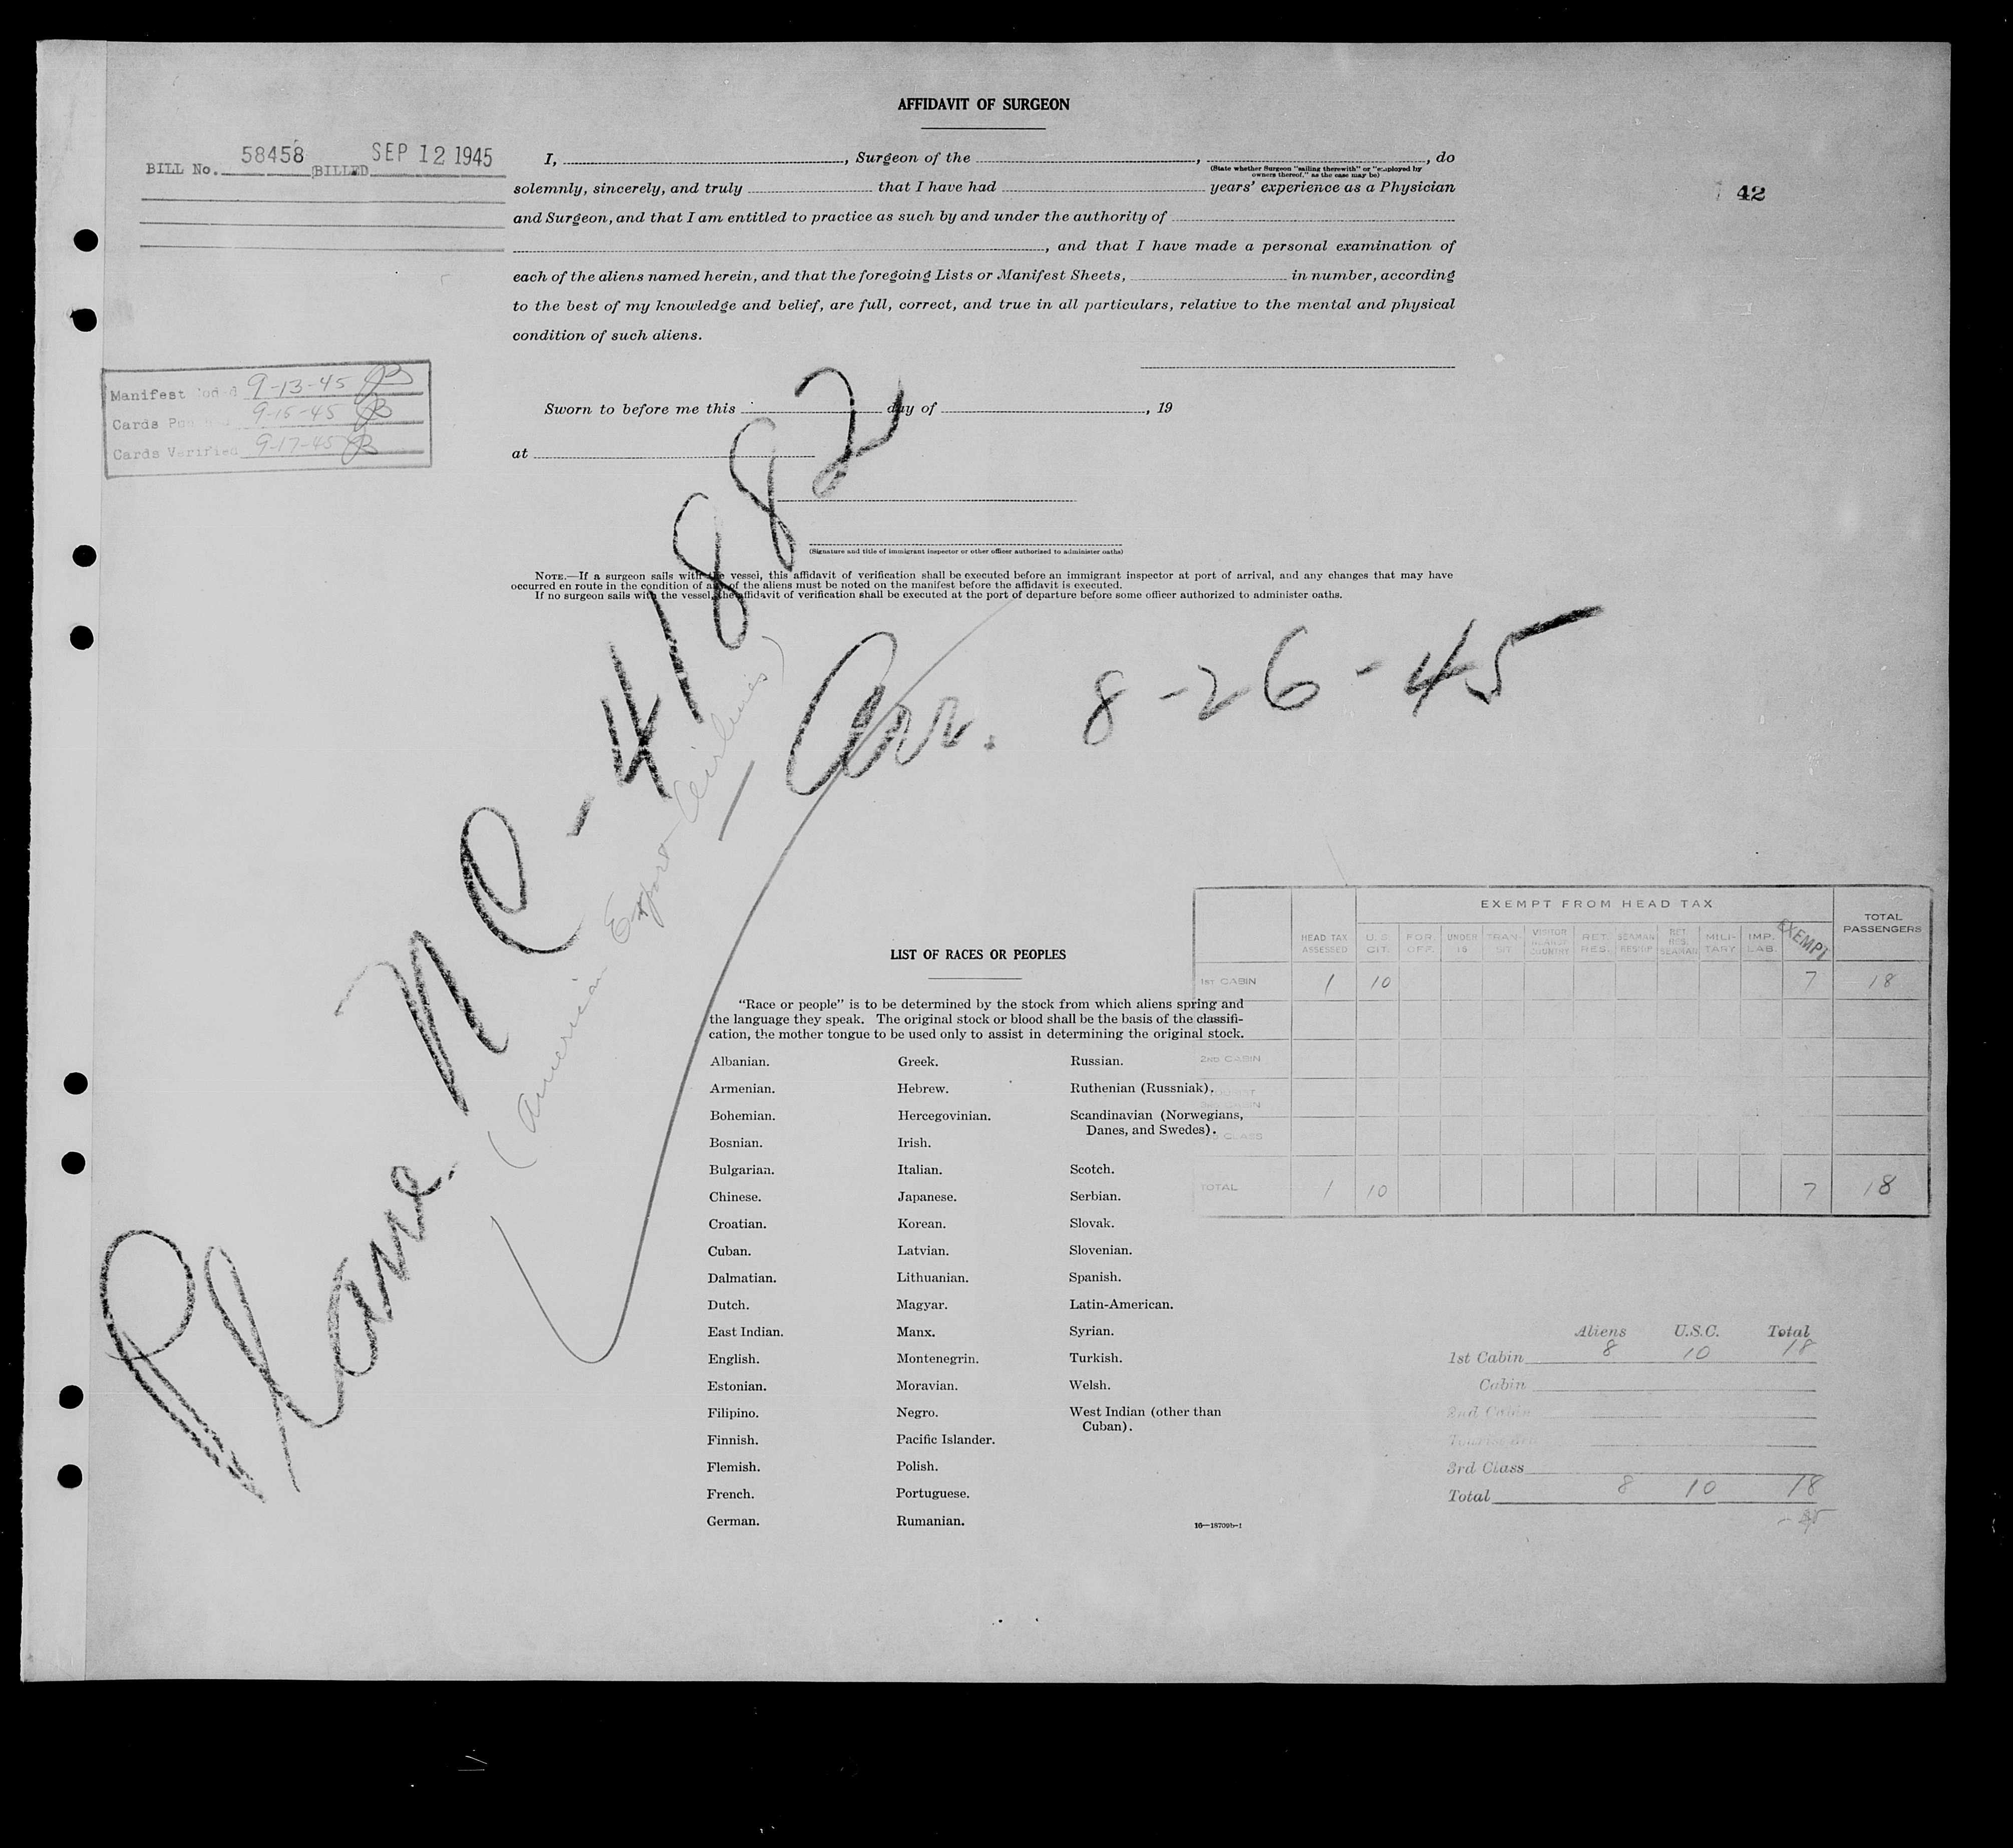 AFFIDAVIT OF SURGEON
BILL No. 58458 BILLED SEP 12 1945
I, , Surgeon of the , , do
(State whether Surgeon "sailing therewith" or "employed by
owners thereof," as the case may be)
solemnly, sincerely, and truly that I have had years' experience as a Physician
and Surgeon, and that I am entitled to practice as such by and under the authority of
, and that I have made a personal examination of
each of the aliens named herein, and that the foregoing Lists or Manifest Sheets, in number, according
to the best of my knowledge and belief, are full, correct, and true in all particulars, relative to the mental and physical
condition of such aliens.
42
Manifest 9-13-45
Cards 9-15-45
Cards Verified 9-17-45
Sworn to before me this day of , 19
at
(Signature and title of immigrant inspector or other officer authorized to administer oaths)
NOTE.—If a surgeon sails with the vessel, this affidavit of verification shall be executed before an immigrant inspector at port of arrival, and any changes that may have
occurred en route in the condition of any of the aliens must be noted on the manifest before the affidavit is executed.
If no surgeon sails with the vessel, the affidavit of verification shall be executed at the port of departure before some officer authorized to administer oaths.
Plane NC-41882
(American Export Airlines)
Arr. 8-26-45
EXEMPT FROM HEAD TAX
HEAD TAX ASSESSED U.S. CIT. FOR. OFF. UNDER 16 TRAN-SIT VISITOR COUNTRY RET. RES. SEAMAN RET. RES. SEAMAN MILI-TARY IMP. LAB. EXEMPT TOTAL PASSENGERS
1ST CABIN 1 10 7 18
2ND CABIN
TOTAL 1 10 7 18
LIST OF RACES OR PEOPLES
"Race or people" is to be determined by the stock from which aliens spring and
the language they speak. The original stock or blood shall be the basis of the classifi-
cation, the mother tongue to be used only to assist in determining the original stock.
Albanian.
Armenian.
Bohemian.
Bosnian.
Bulgarian.
Chinese.
Croatian.
Cuban.
Dalmatian.
Dutch.
East Indian.
English.
Estonian.
Filipino.
Finnish.
Flemish.
French.
German.
Greek.
Hebrew.
Hercegovinian.
Irish.
Italian.
Japanese.
Korean.
Latvian.
Lithuanian.
Magyar.
Manx.
Montenegrin.
Moravian.
Negro.
Pacific Islander.
Polish.
Portuguese.
Rumanian.
Russian.
Ruthenian (Russniak).
Scandinavian (Norwegians,
Danes, and Swedes).
Scotch.
Serbian.
Slovak.
Slovenian.
Spanish.
Latin-American.
Syrian.
Turkish.
Welsh.
West Indian (other than
Cuban).
16—18709b-1
Aliens U.S.C. Total
1st Cabin 8 10 18
Cabin
2nd Cabin
3rd Class
Total 8 10 18